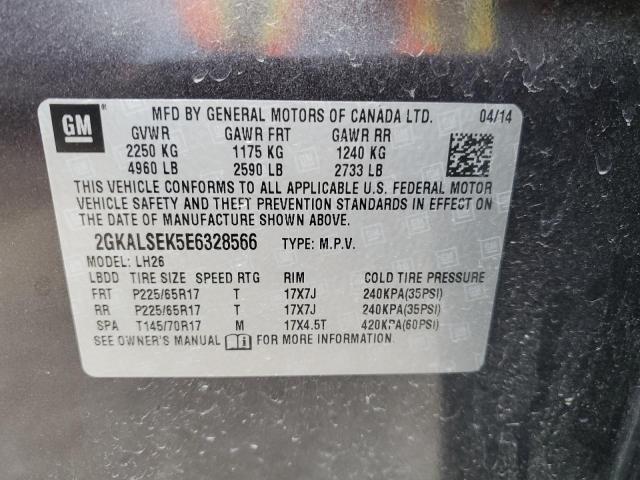 GM
MFD BY GENERAL MOTORS OF CANADA LTD. 04/14
GVWR GAWR FRT GAWR RR
2250 KG 1175 KG 1240 KG
4960 LB 2590 LB 2733 LB
THIS VEHICLE CONFORMS TO ALL APPLICABLE U.S. FEDERAL MOTOR
VEHICLE SAFETY AND THEFT PREVENTION STANDARDS IN EFFECT ON
THE DATE OF MANUFACTURE SHOWN ABOVE.
2GKALSEK5E6328566 TYPE: M.P.V.
MODEL: LH26
LBDD TIRE SIZE SPEED RTG RIM COLD TIRE PRESSURE
FRT P225/65R17 T 17X7J 240KPA(35PSI)
RR P225/65R17 T 17X7J 240KPA(35PSI)
SPA T145/70R17 M 17X4.5T 420KPA(60PSI)
SEE OWNER'S MANUAL FOR MORE INFORMATION.